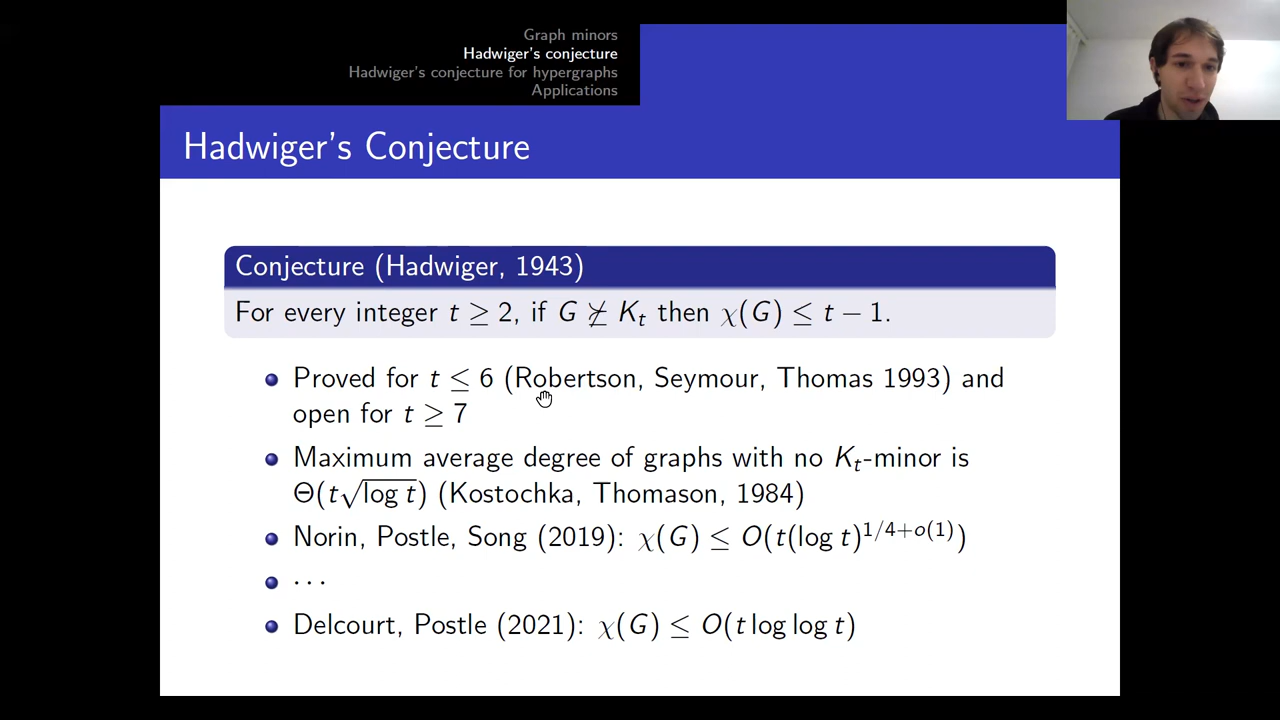 Graph minors
Hadwiger's conjecture
Hadwiger's conjecture for hypergraphs
Applications
Hadwiger's Conjecture
Conjecture (Hadwiger, 1943)
For every integer t ≥ 2, if G ⋡ K_t then χ(G) ≤ t − 1.
Proved for t ≤ 6 (Robertson, Seymour, Thomas 1993) and
open for t ≥ 7
Maximum average degree of graphs with no K_t-minor is
Θ(t√log t) (Kostochka, Thomason, 1984)
Norin, Postle, Song (2019): χ(G) ≤ O(t(log t)^{1/4+o(1)})
···
Delcourt, Postle (2021): χ(G) ≤ O(t log log t)